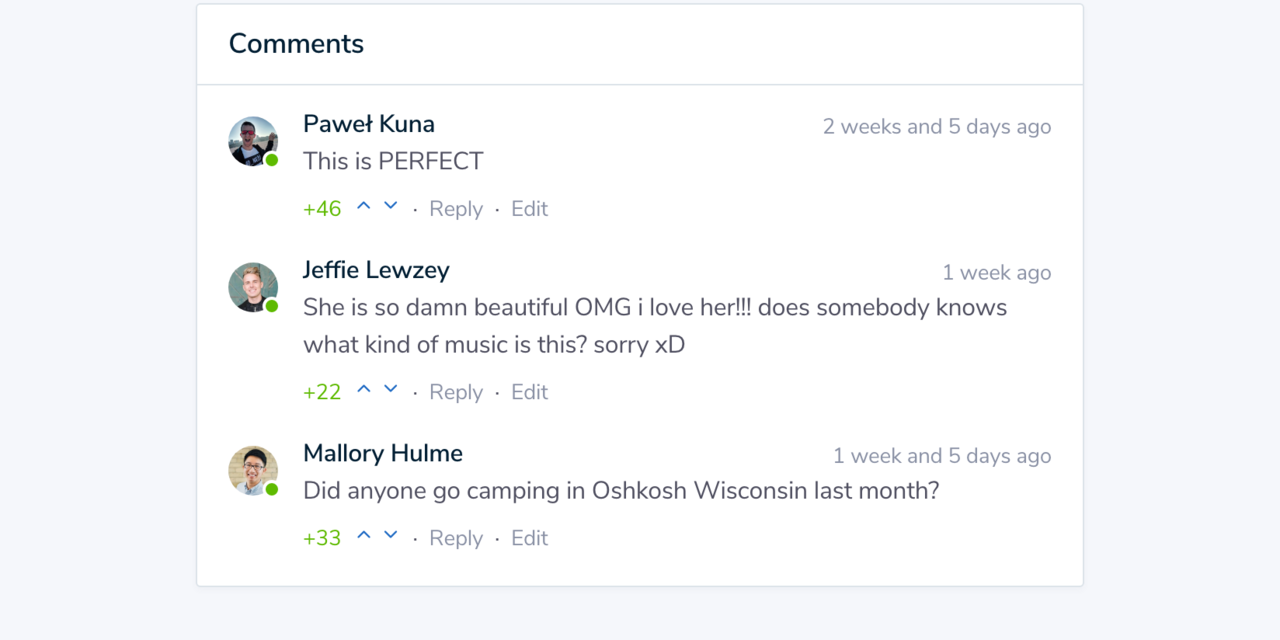 Comments
Paweł Kuna
2 weeks and 5 days ago
This is PERFECT
+46 · Reply · Edit
Jeffie Lewzey
1 week ago
She is so damn beautiful OMG i love her!!! does somebody knows
what kind of music is this? sorry xD
+22 · Reply · Edit
Mallory Hulme
1 week and 5 days ago
Did anyone go camping in Oshkosh Wisconsin last month?
+33 · Reply · Edit